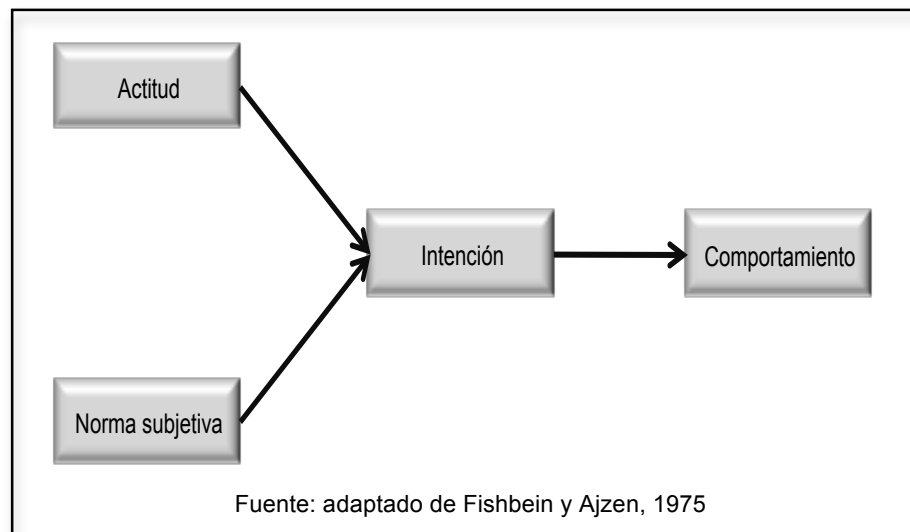 Actitud
Intención
Comportamiento
Norma subjetiva
Fuente: adaptado de Fishbein y Ajzen, 1975